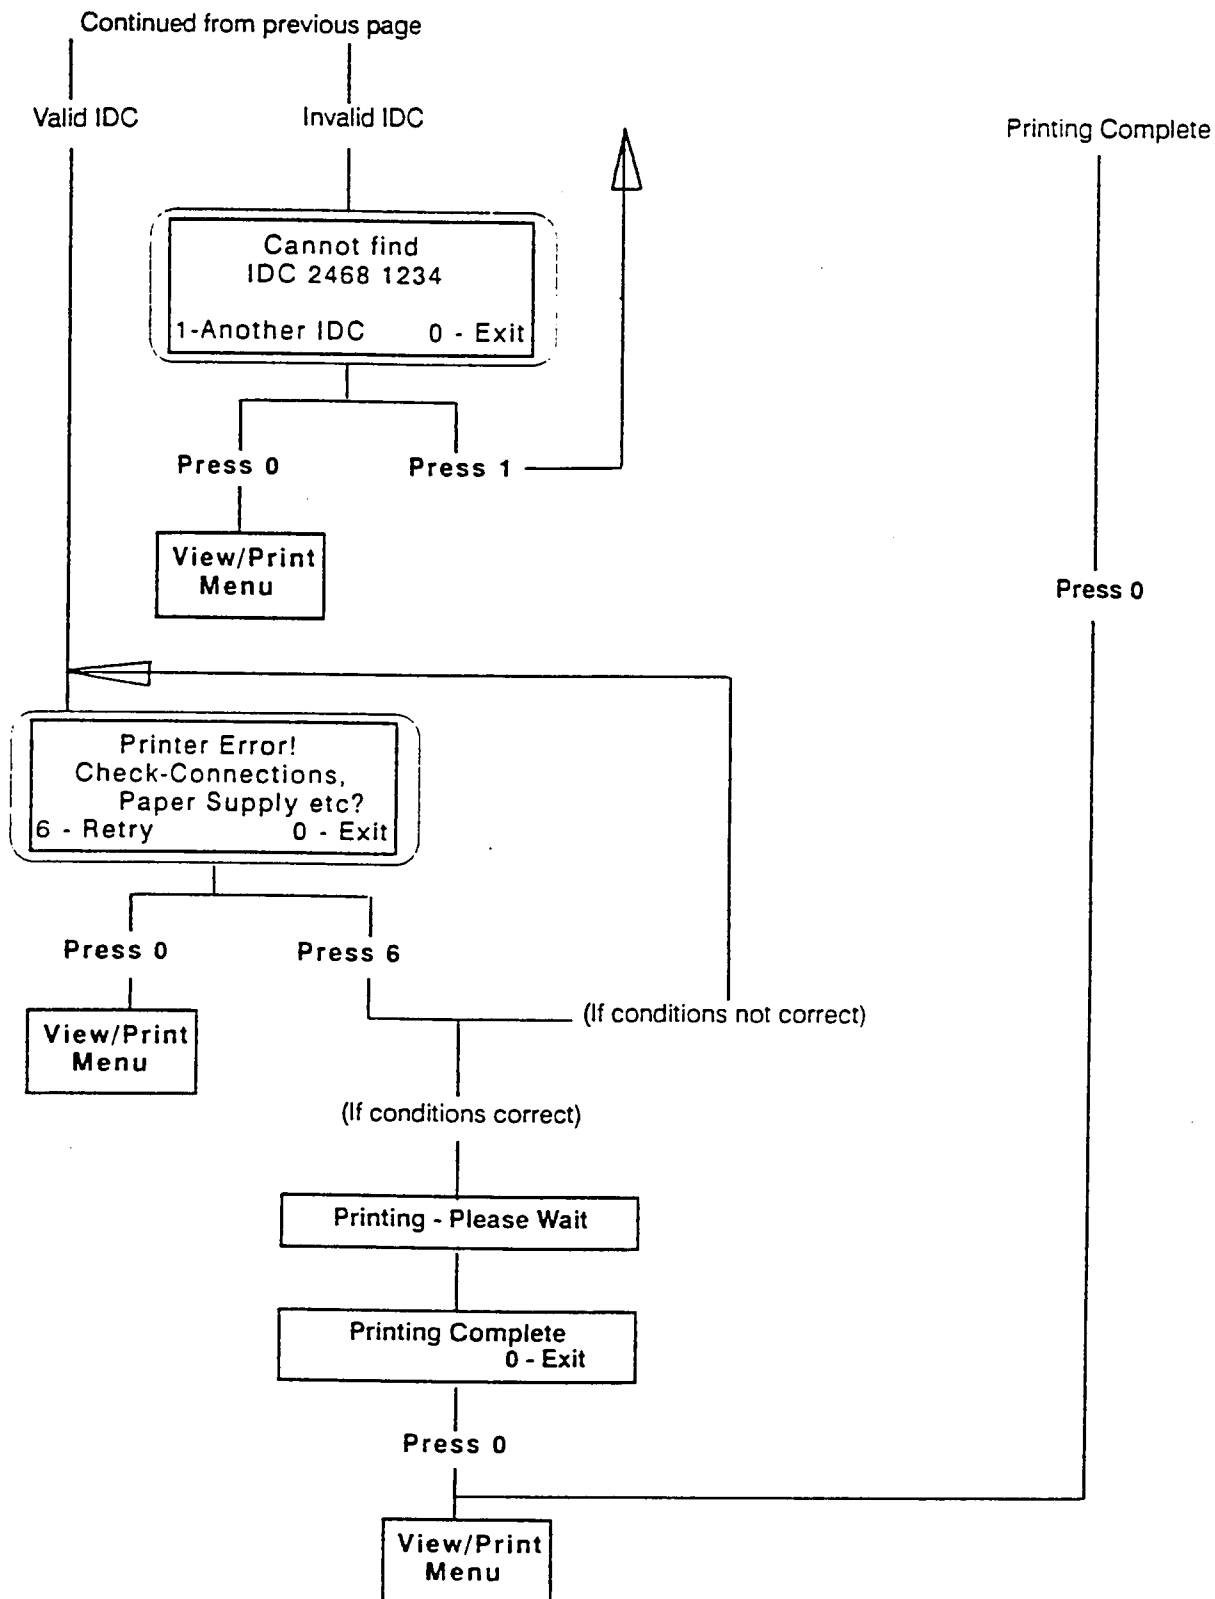 Continued from previous page
Valid IDC
Invalid IDC
Printing Complete
Cannot find
IDC 2468 1234
1-Another IDC 0 - Exit
Press 0
Press 1
View/Print
Menu
Press 0
Printer Error!
Check-Connections,
Paper Supply etc?
6 - Retry 0 - Exit
Press 0
Press 6
View/Print
Menu
(If conditions not correct)
(If conditions correct)
Printing - Please Wait
Printing Complete
0 - Exit
Press 0
View/Print
Menu